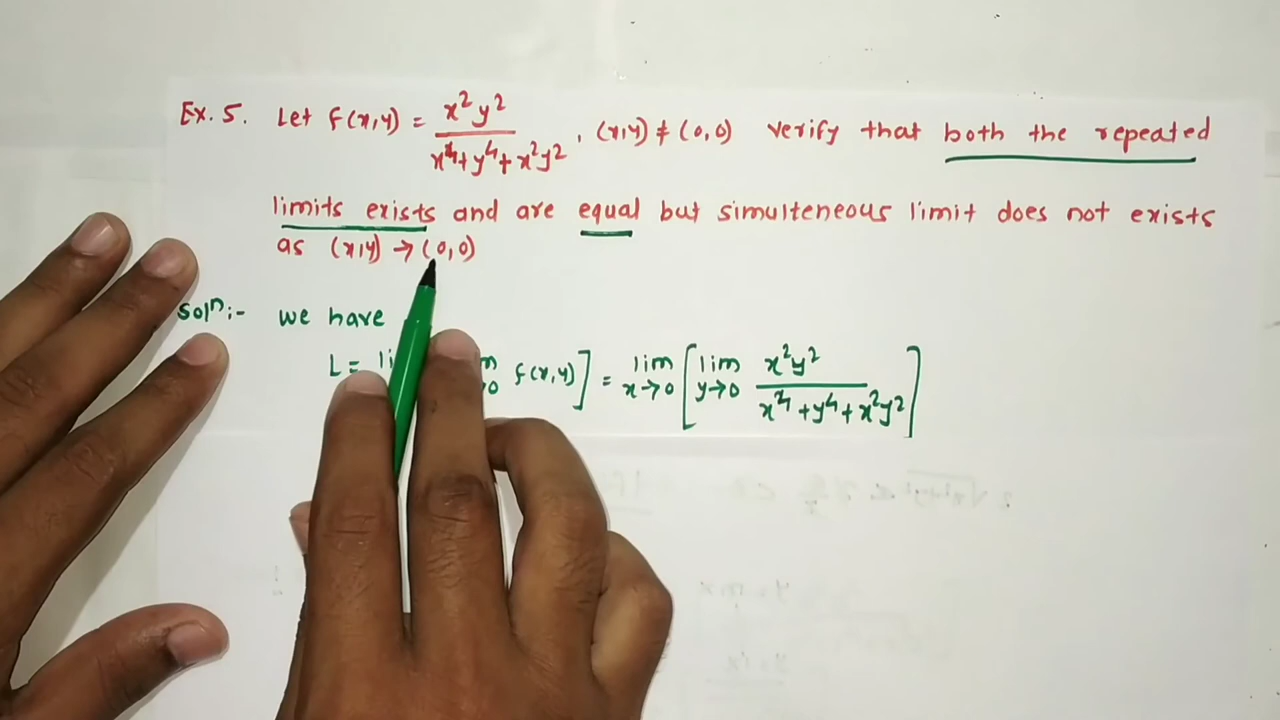 Ex. 5. Let f(x,y) = x²y² / x⁴+y⁴+x²y² , (x,y) ≠ (0,0) verify that both the repeated
limits exists and are equal but simulteneous limit does not exists
as (x,y) → (0,0)
Solⁿ:- we have
L = f(x,y)] = lim x→0 [lim y→0 x²y² / x⁴+y⁴+x²y²]